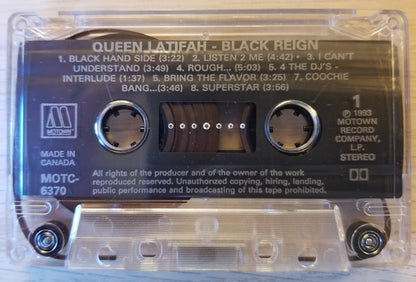 QUEEN LATIFAH - BLACK REIGN
1. BLACK HAND SIDE (3:22) 2. LISTEN 2 ME (4:42) • 3. I CAN'T
UNDERSTAND (3:49) 4. ROUGH... (5:03) 5. 4 THE DJ'S -
INTERLUDE (1:37) 5. BRING THE FLAVOR (3:25) 7. COOCHIE
BANG...(3:46) 8. SUPERSTAR (3:56)
M
MOTOWN
MADE IN
CANADA
MOTC-
6370
1
℗ 1993
MOTOWN
RECORD
COMPANY,
L.P.
STEREO
All rights of the producer and of the owner of the work
reproduced reserved. Unauthorized copying, hiring, lending,
public performance and broadcasting of this tape prohibited.